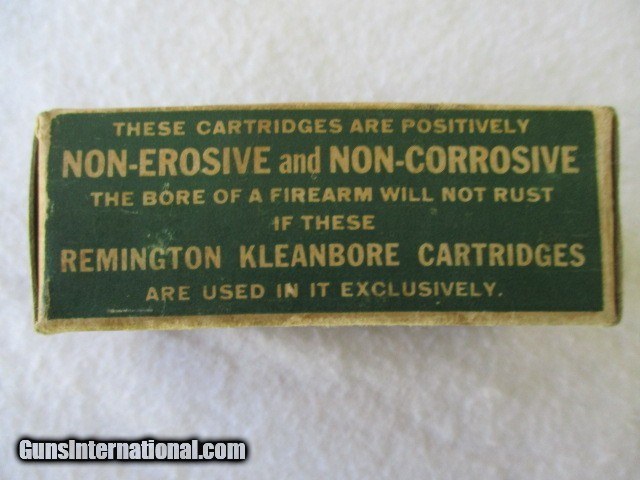 THESE CARTRIDGES ARE POSITIVELY
NON-EROSIVE and NON-CORROSIVE
THE BORE OF A FIREARM WILL NOT RUST
IF THESE
REMINGTON KLEANBORE CARTRIDGES
ARE USED IN IT EXCLUSIVELY.
GunsInternational.com